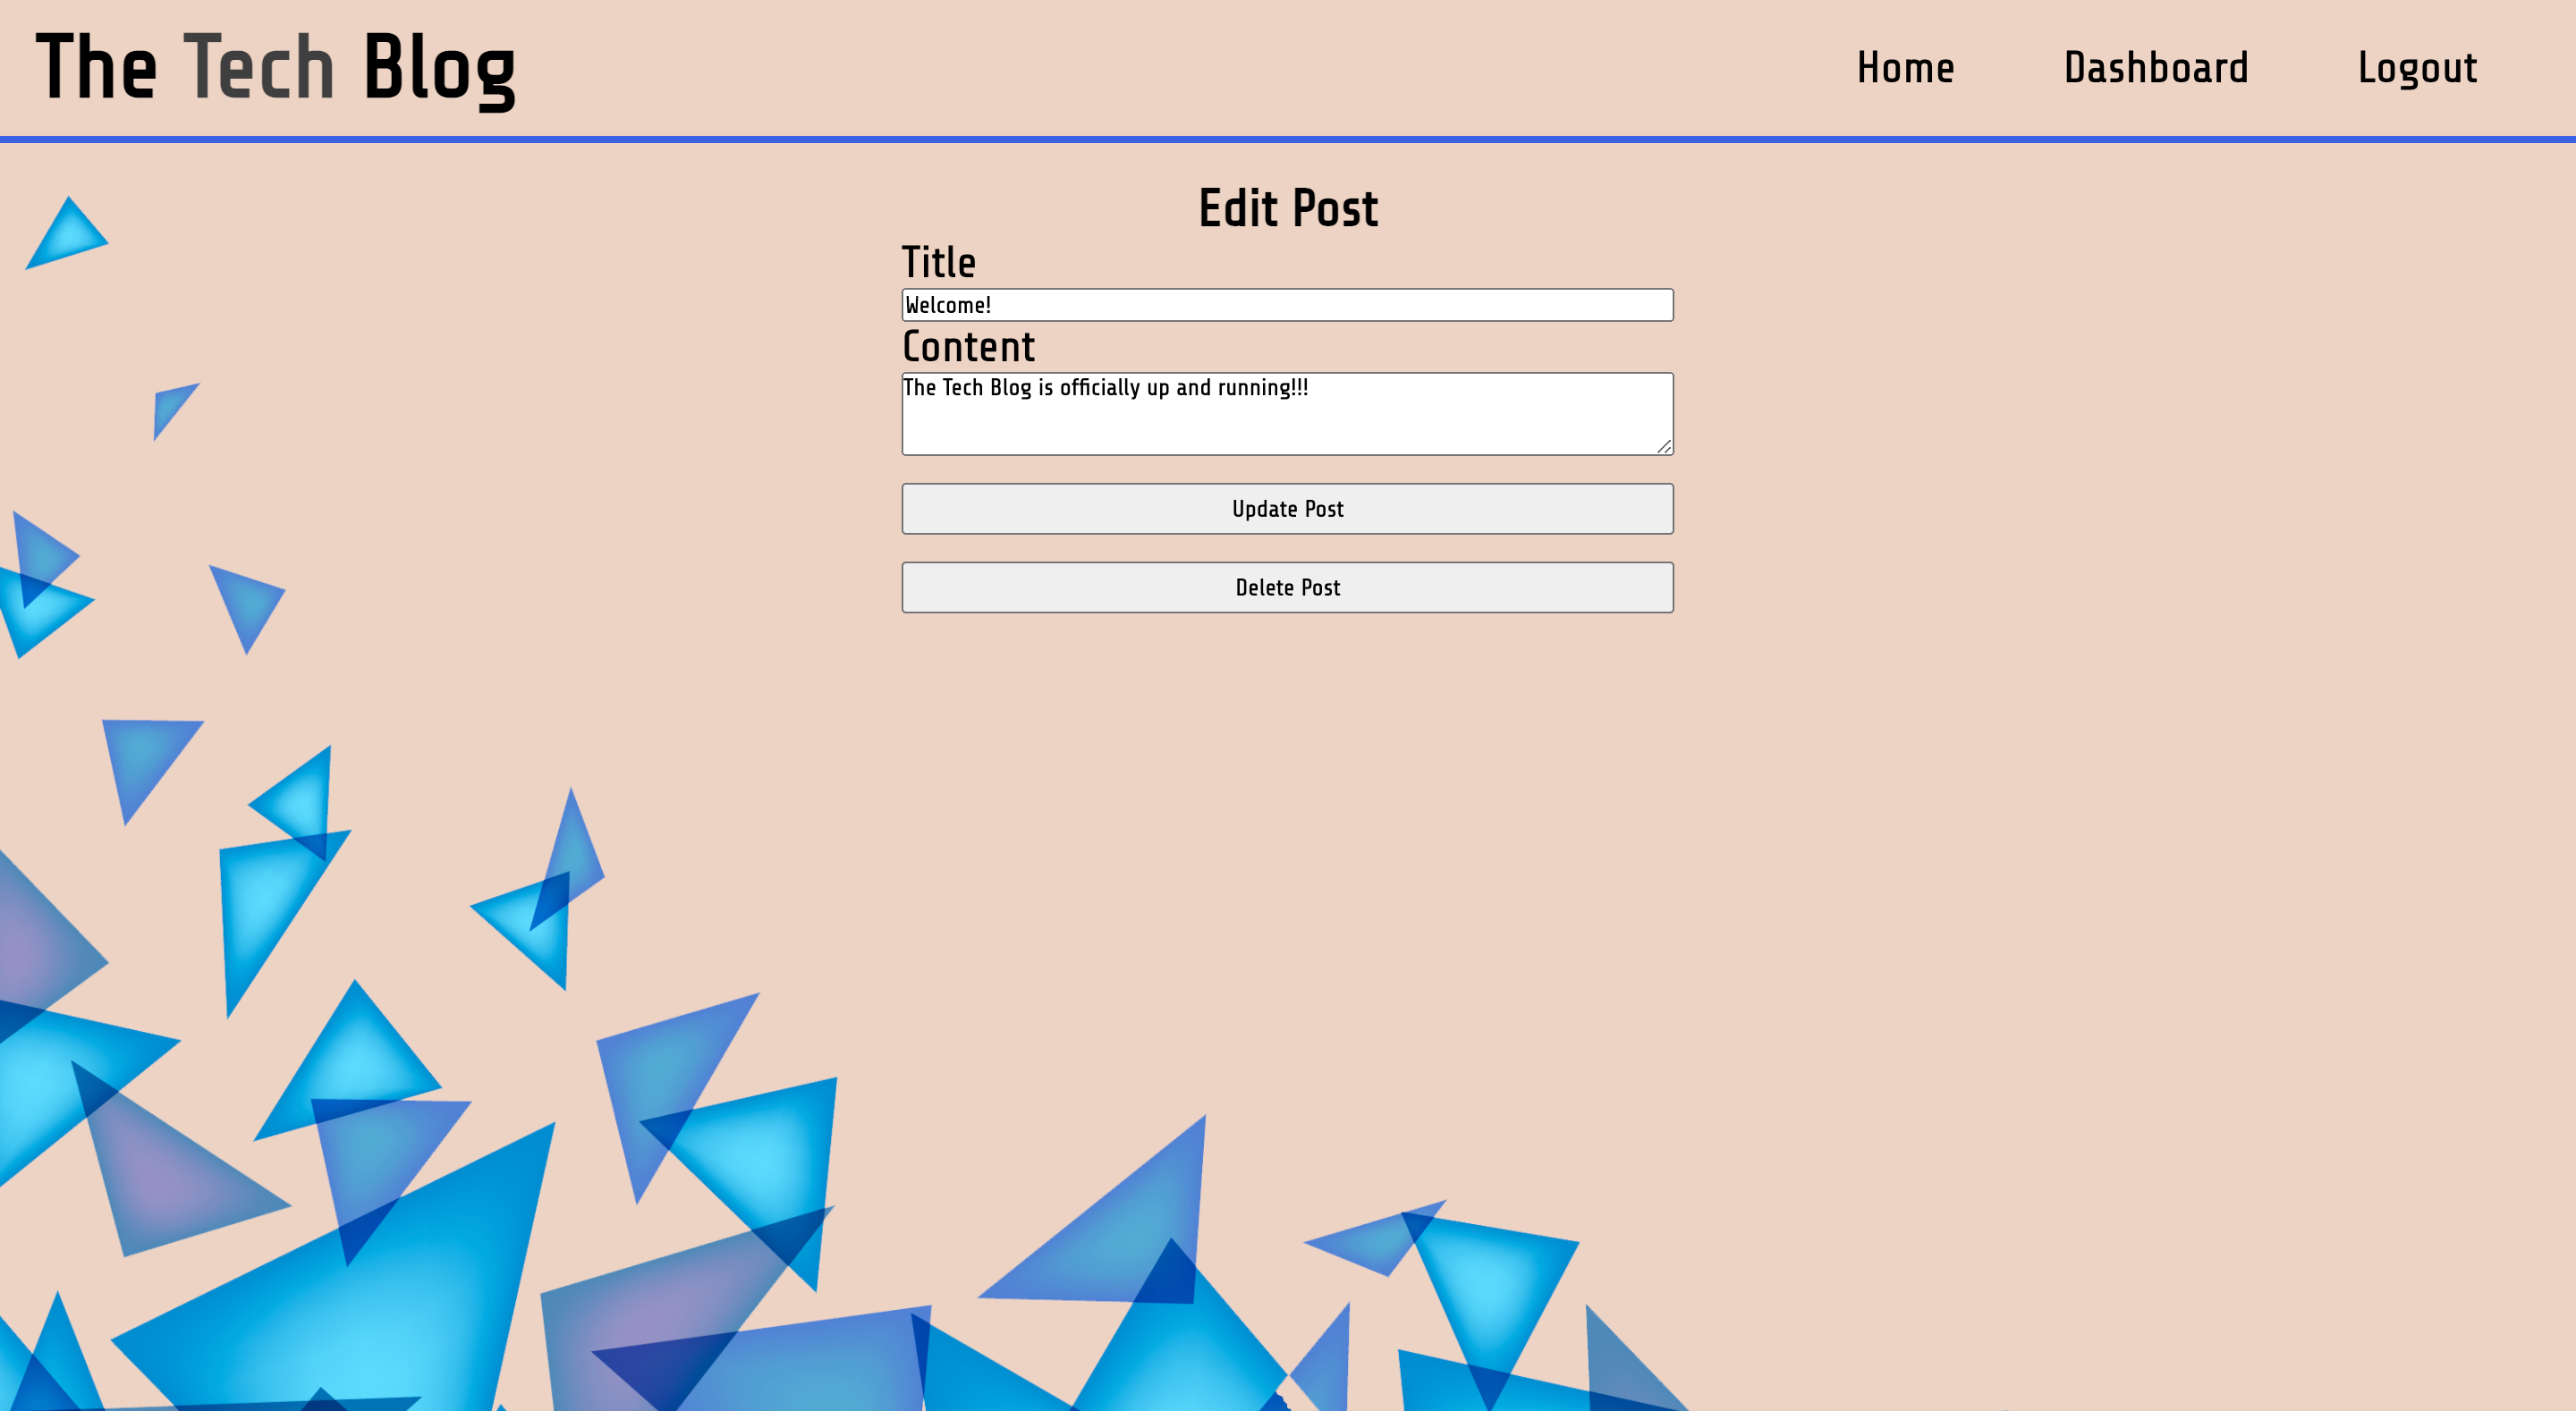 The Tech Blog
Home Dashboard Logout
Edit Post
Title
Welcome!
Content
The Tech Blog is officially up and running!!!
Update Post
Delete Post